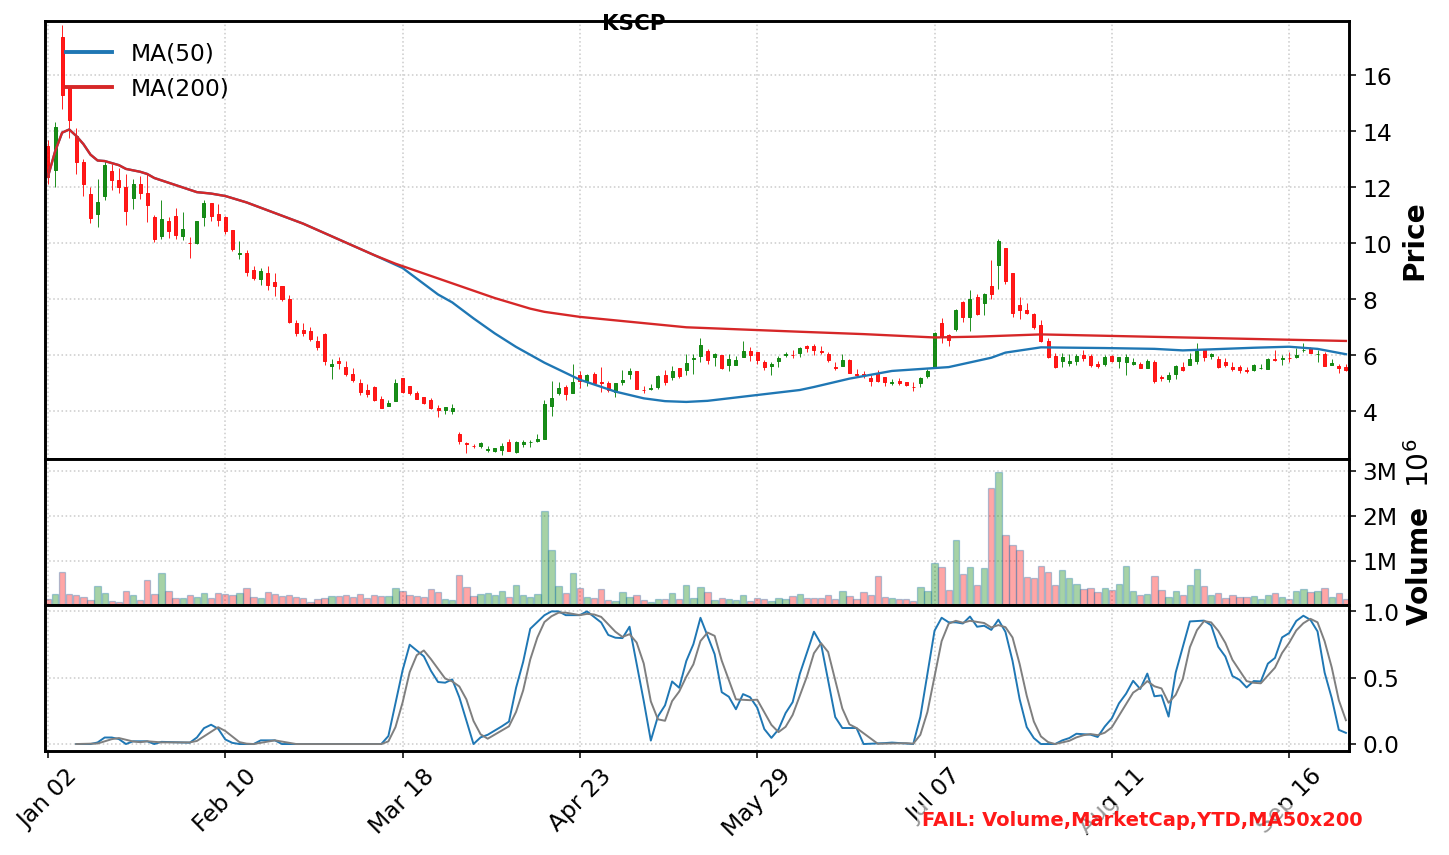 KSCP
MA(50)
MA(200)
16
14
12
10
8
6
4
Price
3M
2M
1M
Volume 10^6
1.0
0.5
0.0
Jan 02
Feb 10
Mar 18
Apr 23
May 29
Jul 07
Aug 11
Sep 16
FAIL: Volume,MarketCap,YTD,MA50x200